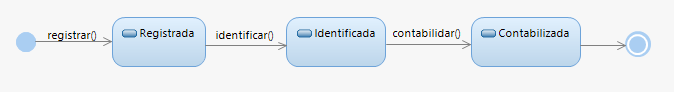 registrar()
Registrada
identificar()
Identificada
contabilidar()
Contabilizada